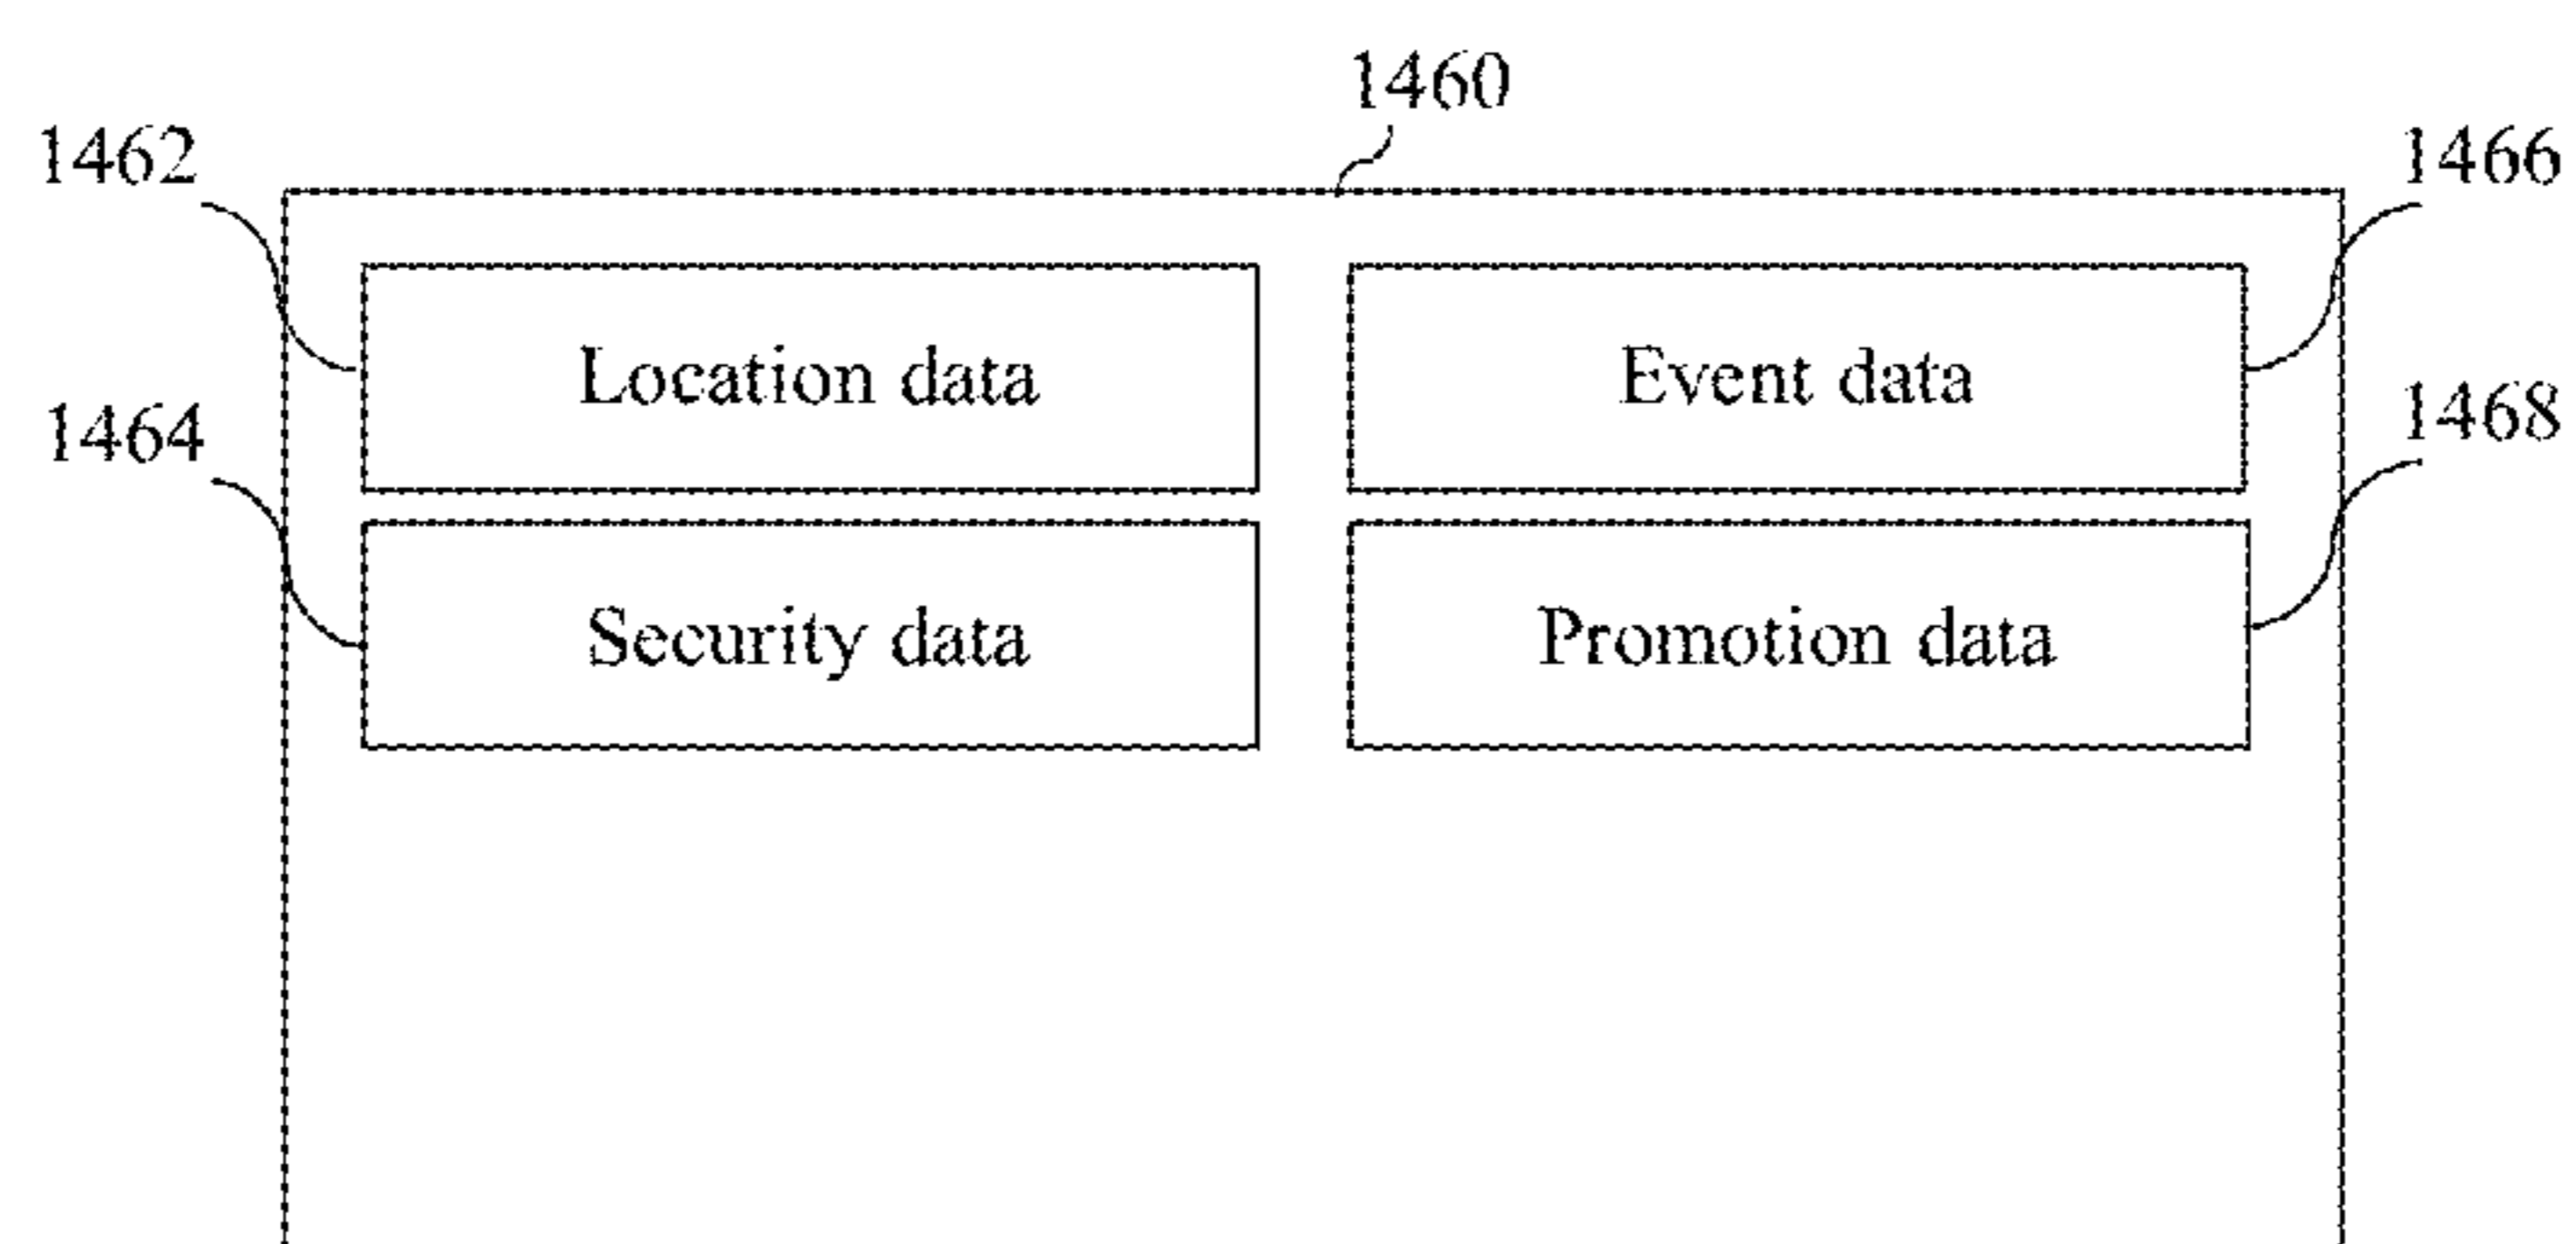 1460
1462
1466
Location data
Event data
1464
1468
Security data
Promotion data